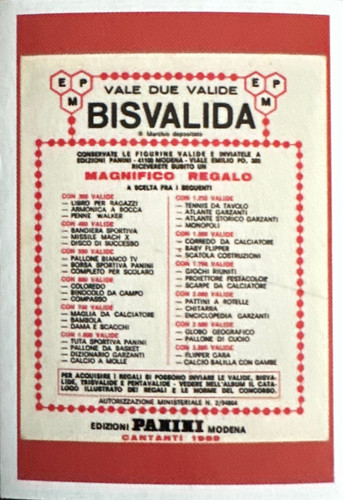 E P M
E P M
VALE DUE VALIDE
BISVALIDA
® Marchio depositato
CONSERVATE LE FIGURINE VALIDE E INVIATELE A
EDIZIONI PANINI - 41100 MODENA - VIALE EMILIO PO, 380
RICEVERETE SUBITO UN
MAGNIFICO REGALO
A SCELTA FRA I SEGUENTI
CON 300 VALIDE
— LIBRO PER RAGAZZI
— ARMONICA A BOCCA
— PENNE WALKER
CON 400 VALIDE
— BANDIERA SPORTIVA
— MISSILE MACH X
— DISCO DI SUCCESSO
CON 500 VALIDE
— PALLONE BIANCO TV
— BORSA SPORTIVA PANINI
— COMPLETO PER SCOLARO
CON 600 VALIDE
— COLOREDO
— BINOCOLO DA CAMPO
— COMPASSO
CON 700 VALIDE
— MAGLIA DA CALCIATORE
— BAMBOLA
— DAMA E SCACCHI
CON 1.000 VALIDE
— TUTA SPORTIVA PANINI
— PALLONE DA BASKET
— DIZIONARIO GARZANTI
— CALCIO A MOLLE
CON 1.250 VALIDE
— TENNIS DA TAVOLO
— ATLANTE GARZANTI
— ATLANTE STORICO GARZANTI
— MONOPOLI
CON 1.500 VALIDE
— CORREDO DA CALCIATORE
— BABY FLIPPER
— SCATOLA COSTRUZIONI
CON 1.750 VALIDE
— GIOCHI RIUNITI
— PROIETTORE FESTACOLOR
— SCARPE DA CALCIATORE
CON 2.000 VALIDE
— PATTINI A ROTELLE
— CHITARRA
— ENCICLOPEDIA GARZANTI
CON 2.500 VALIDE
— GLOBO GEOGRAFICO
— PALLONE DI CUOIO
VALIDE
— FLIPPER GABA
— CALCIO BALILLA CON GAMBE
PER ACQUISIRE I REGALI SI POSSONO INVIARE LE VALIDE, BISVA-
LIDE, TRISVALIDE E PENTAVALIDE - VEDERE NELL'ALBUM IL CATA-
LOGO ILLUSTRATO DEI REGALI E LE NORME DEL CONCORSO.
AUTORIZZAZIONE MINISTERIALE N. 2/94864
EDIZIONI PANINI MODENA
CANTANTI 1969